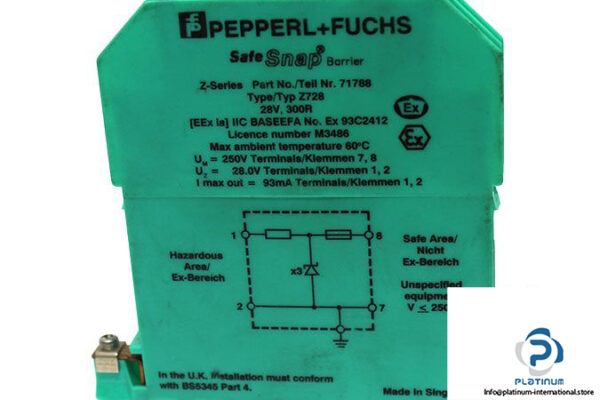 PEPPERL+FUCHS
Safe Snap® Barrier
Z-Series Part No./Teil Nr. 71788
Type/Typ Z728
28V, 300R
[EEx ia] IIC BASEEFA No. Ex 93C2412
Licence number M3486
Max ambient temperature 60°C
UM = 250V Terminals/Klemmen 7, 8
UZ = 28.0V Terminals/Klemmen 1, 2
I max out = 93mA Terminals/Klemmen 1, 2
Ex
Ex
1
8
Hazardous
Area/
Ex-Bereich
x3
Safe Area/
Nicht
Ex-Bereich
Unspecified
equipme
V ≤ 250
2
7
In the U.K. installation must conform
with BS5345 Part 4.
Made in Sing
PLATINUM
info@platinum-international.store